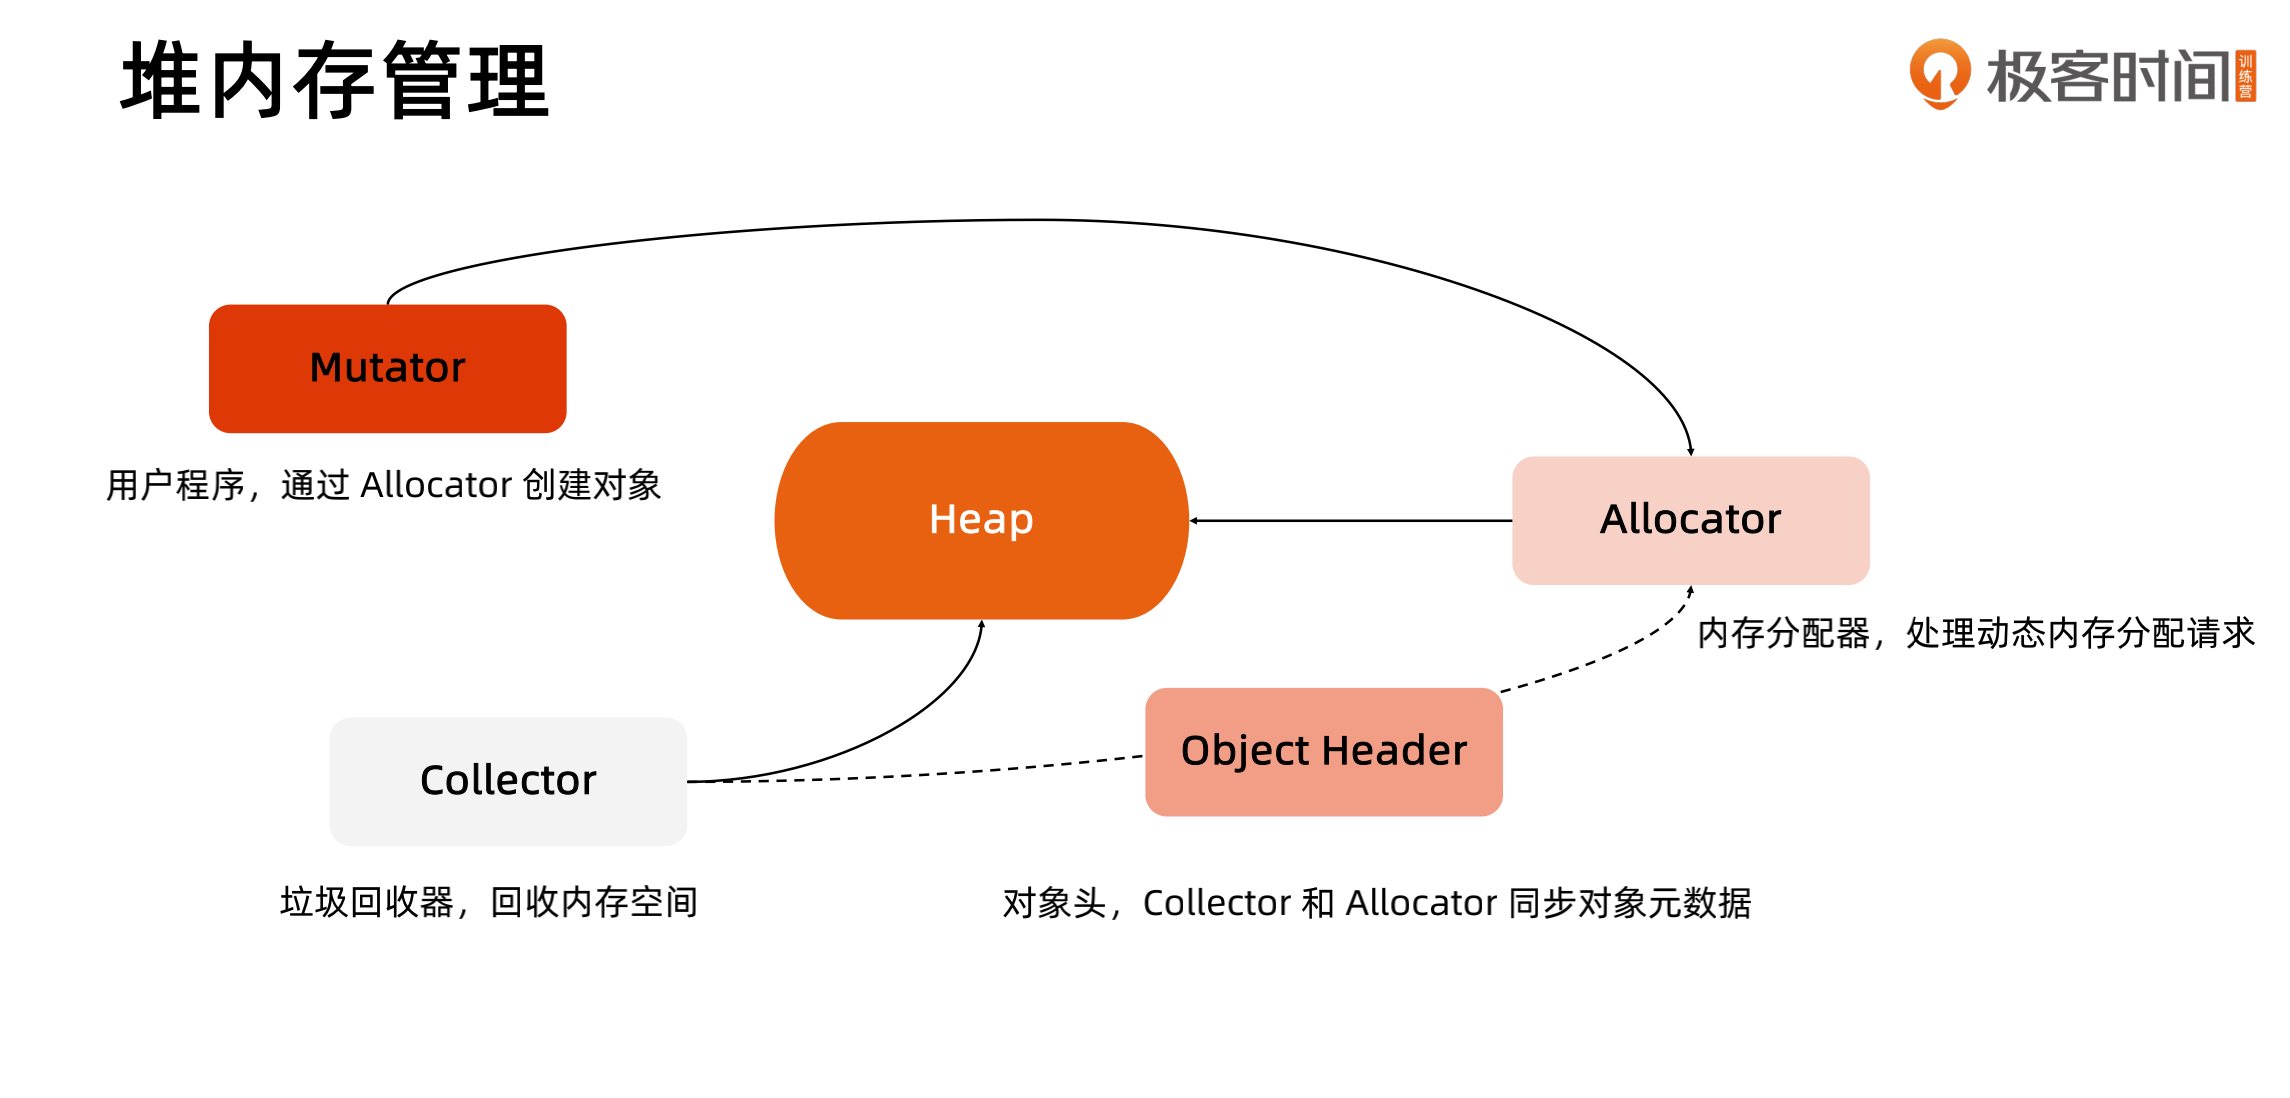 堆内存管理
极客时间
训练营
Mutator
用户程序，通过 Allocator 创建对象
Heap
Allocator
内存分配器，处理动态内存分配请求
Object Header
Collector
垃圾回收器，回收内存空间
对象头，Collector 和 Allocator 同步对象元数据